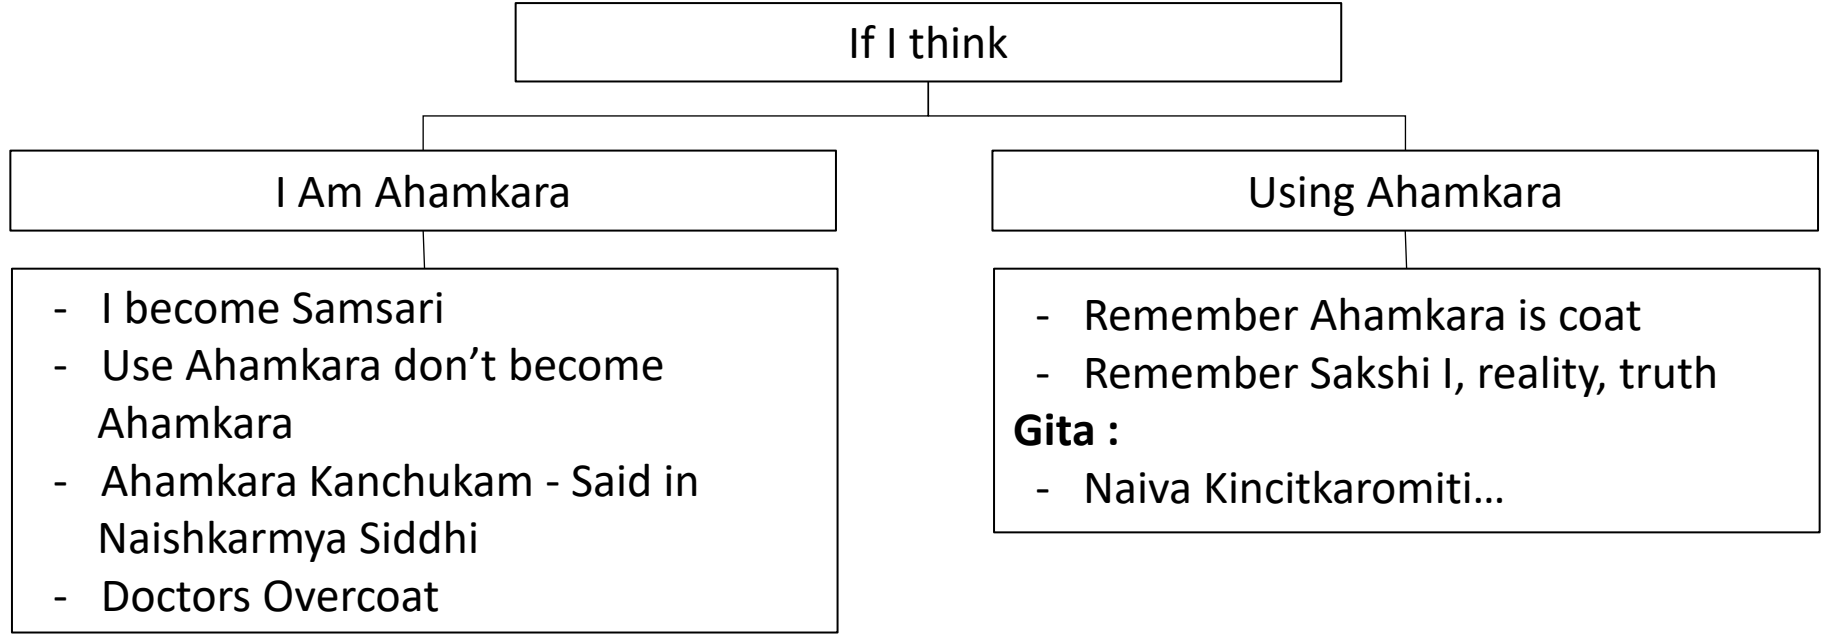 If I think
I Am Ahamkara
Using Ahamkara
- I become Samsari
- Use Ahamkara don’t become
Ahamkara
- Ahamkara Kanchukam - Said in
Naishkarmya Siddhi
- Doctors Overcoat
- Remember Ahamkara is coat
- Remember Sakshi I, reality, truth
Gita :
- Naiva Kincitkaromiti…